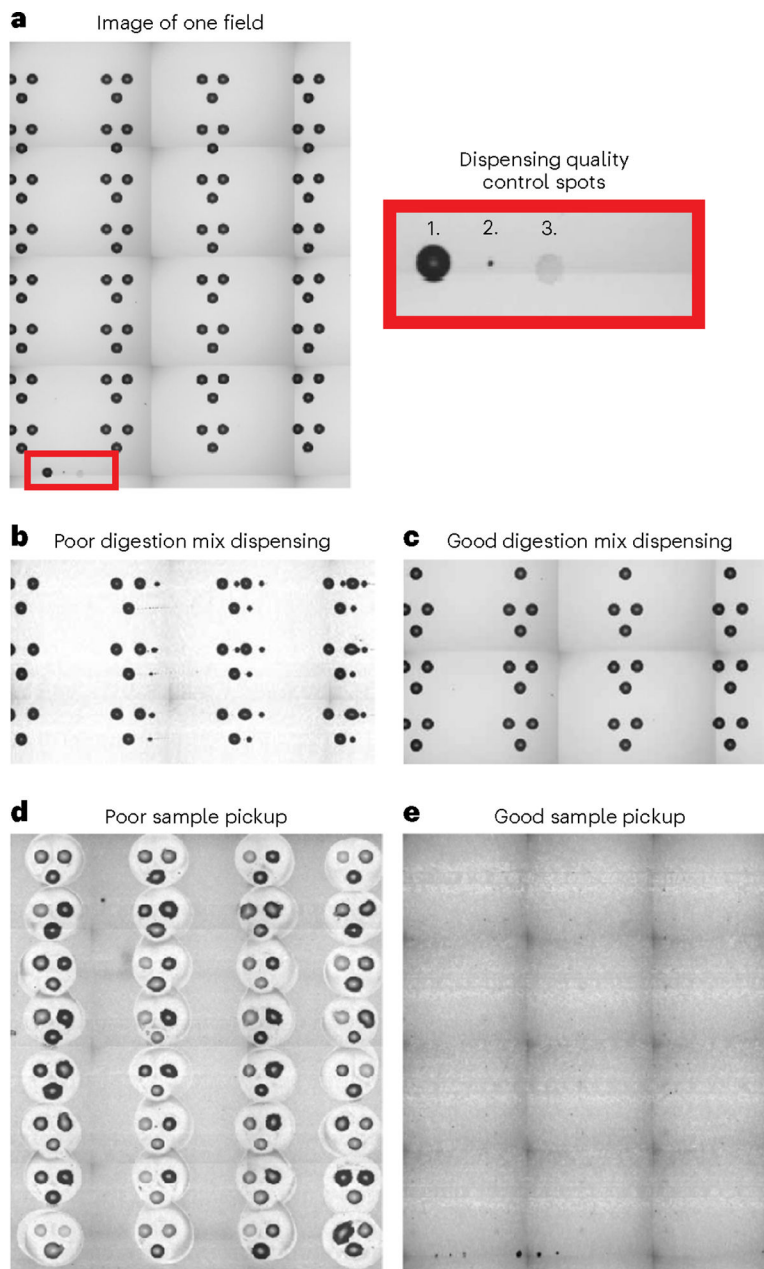 a
Image of one field
Dispensing quality
control spots
1. 2. 3.
b
Poor digestion mix dispensing
c
Good digestion mix dispensing
d
Poor sample pickup
e
Good sample pickup